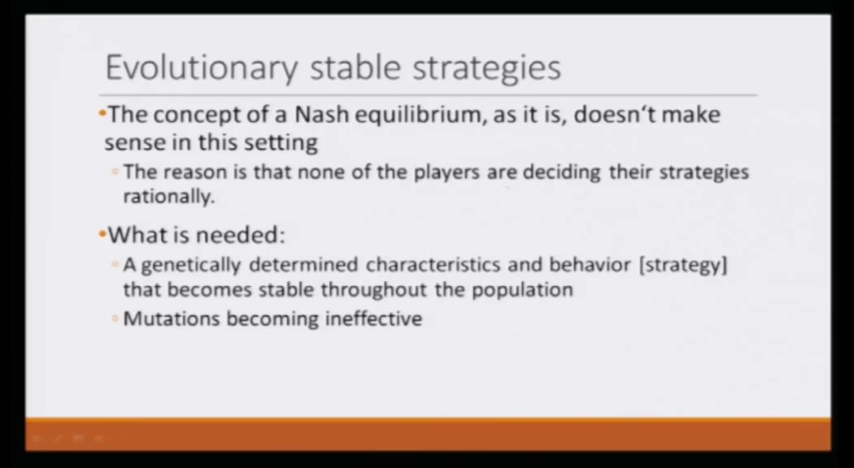 Evolutionary stable strategies
•The concept of a Nash equilibrium, as it is, doesn't make
sense in this setting
◦The reason is that none of the players are deciding their strategies
rationally.
•What is needed:
◦A genetically determined characteristics and behavior [strategy]
that becomes stable throughout the population
◦Mutations becoming ineffective